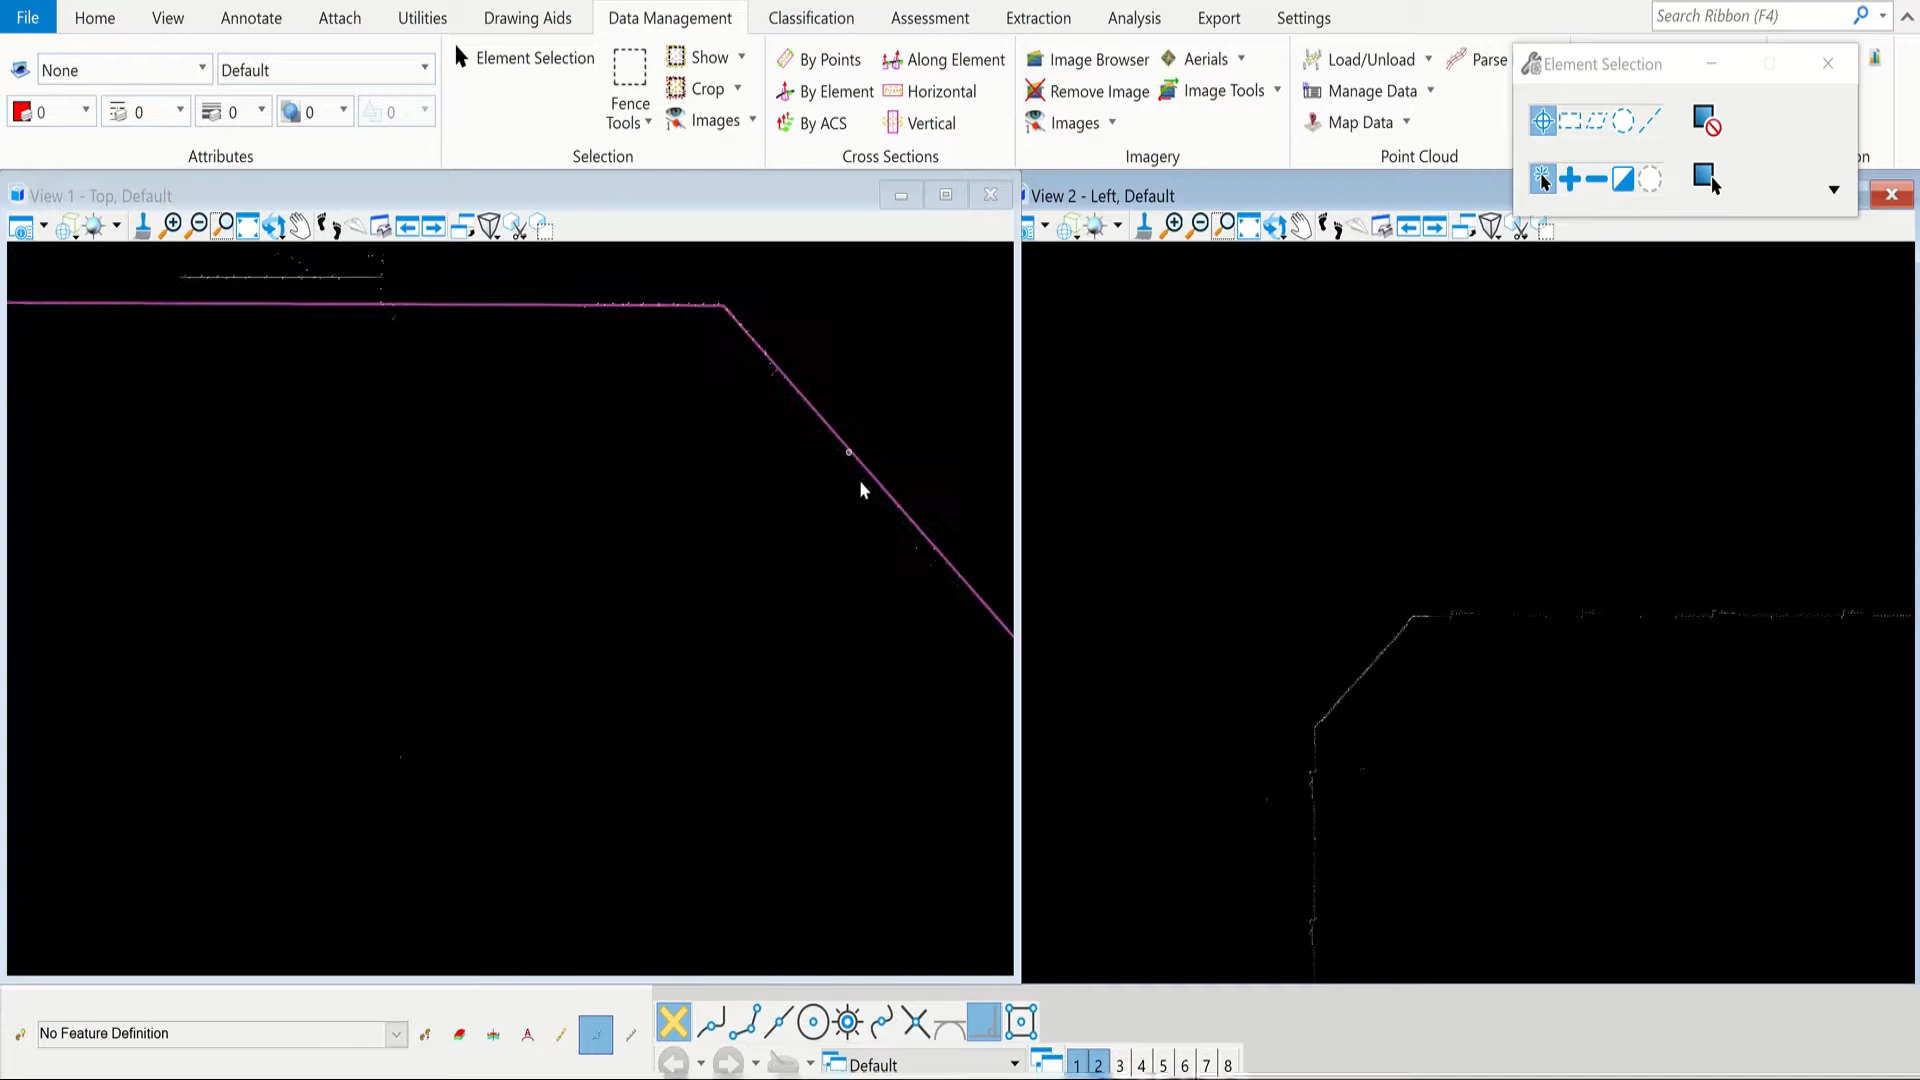 File Home View Annotate Attach Utilities Drawing Aids Data Management Classification Assessment Extraction Analysis Export Settings Search Ribbon (F4)
None Default
0 0 0 0 0
Attributes
Element Selection
Fence
Tools
Show
Crop
Images
Selection
By Points Along Element
By Element Horizontal
By ACS Vertical
Cross Sections
Image Browser Aerials
Remove Image Image Tools
Images
Imagery
Load/Unload Parse
Manage Data
Map Data
Point Cloud
Element Selection
View 1 - Top, Default
View 2 - Left, Default
No Feature Definition
Default
1 2 3 4 5 6 7 8